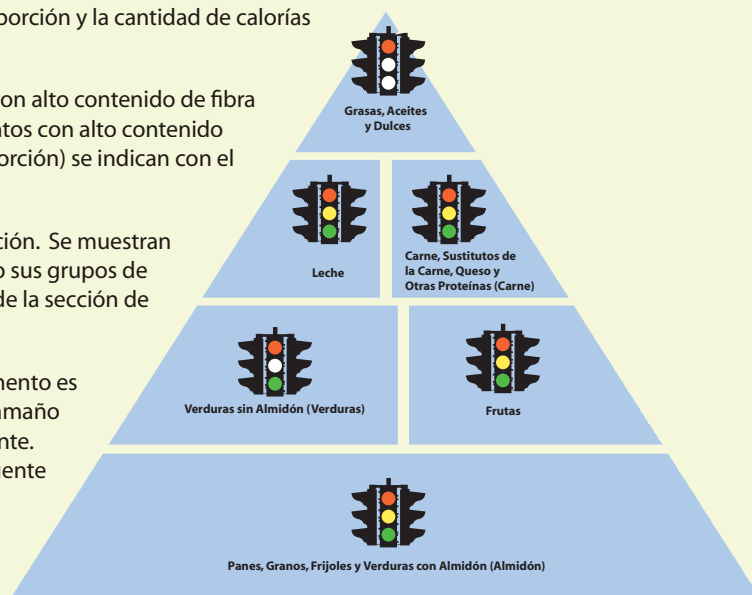 porción y la cantidad de calorías
on alto contenido de fibra
ntos con alto contenido
orción) se indican con el
ción. Se muestran
o sus grupos de
de la sección de
mento es
amaño
nte.
gente
Grasas, Aceites
y Dulces
Leche
Carne, Sustitutos de
la Carne, Queso y
Otras Proteínas (Carne)
Verduras sin Almidón (Verduras)
Frutas
Panes, Granos, Frijoles y Verduras con Almidón (Almidón)